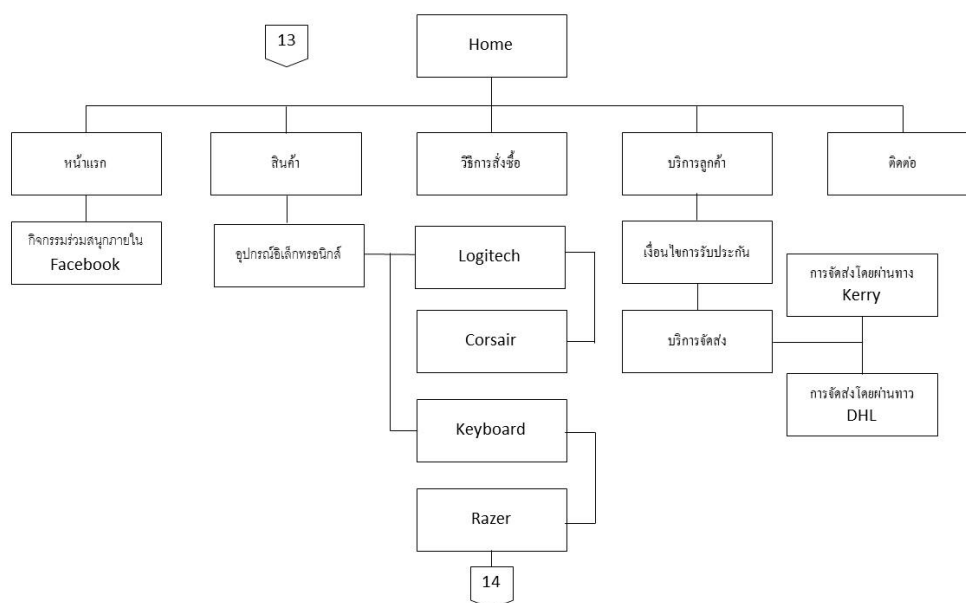 13
Home
หน้าแรก
สินค้า
วิธีการสั่งซื้อ
บริการลูกค้า
ติดต่อ
กิจกรรมร่วมสนุกภายใน
Facebook
อุปกรณ์อิเล็กทรอนิกส์
Logitech
เงื่อนไขการรับประกัน
การจัดส่งโดยผ่านทาง
Kerry
Corsair
บริการจัดส่ง
การจัดส่งโดยผ่านทาว
DHL
Keyboard
Razer
14